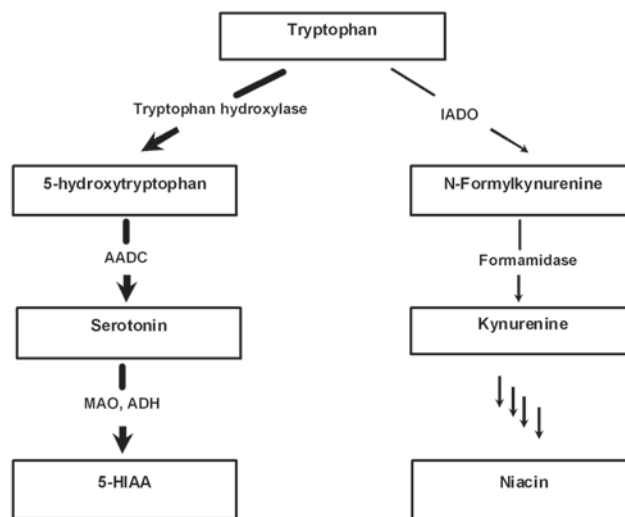 Tryptophan
Tryptophan hydroxylase
IADO
5-hydroxytryptophan
N-Formylkynurenine
AADC
Formamidase
Serotonin
Kynurenine
MAO, ADH
5-HIAA
Niacin